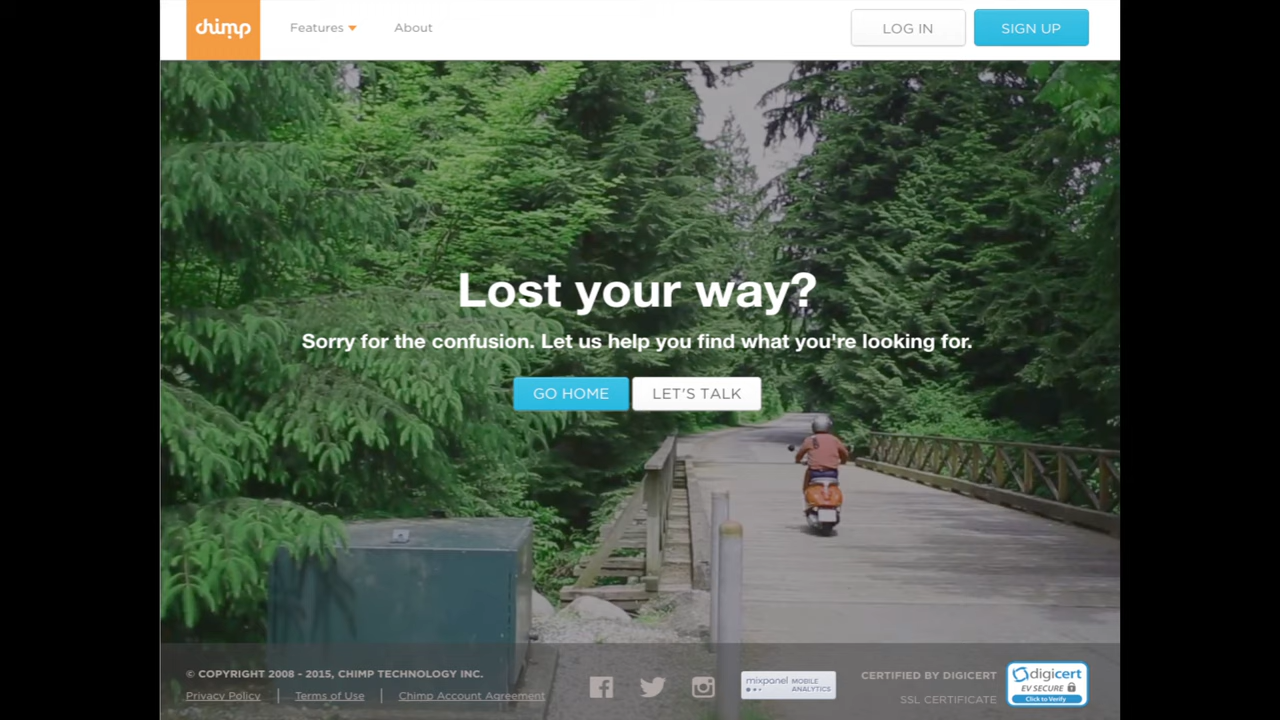 chimp
Features
About
LOG IN
SIGN UP
Lost your way?
Sorry for the confusion. Let us help you find what you're looking for.
GO HOME
LET'S TALK
© COPYRIGHT 2008 - 2015, CHIMP TECHNOLOGY INC.
Privacy Policy | Terms of Use | Chimp Account Agreement
mixpanel MOBILE ANALYTICS
CERTIFIED BY DIGICERT
SSL CERTIFICATE
digicert
EV SECURE
Click to Verify